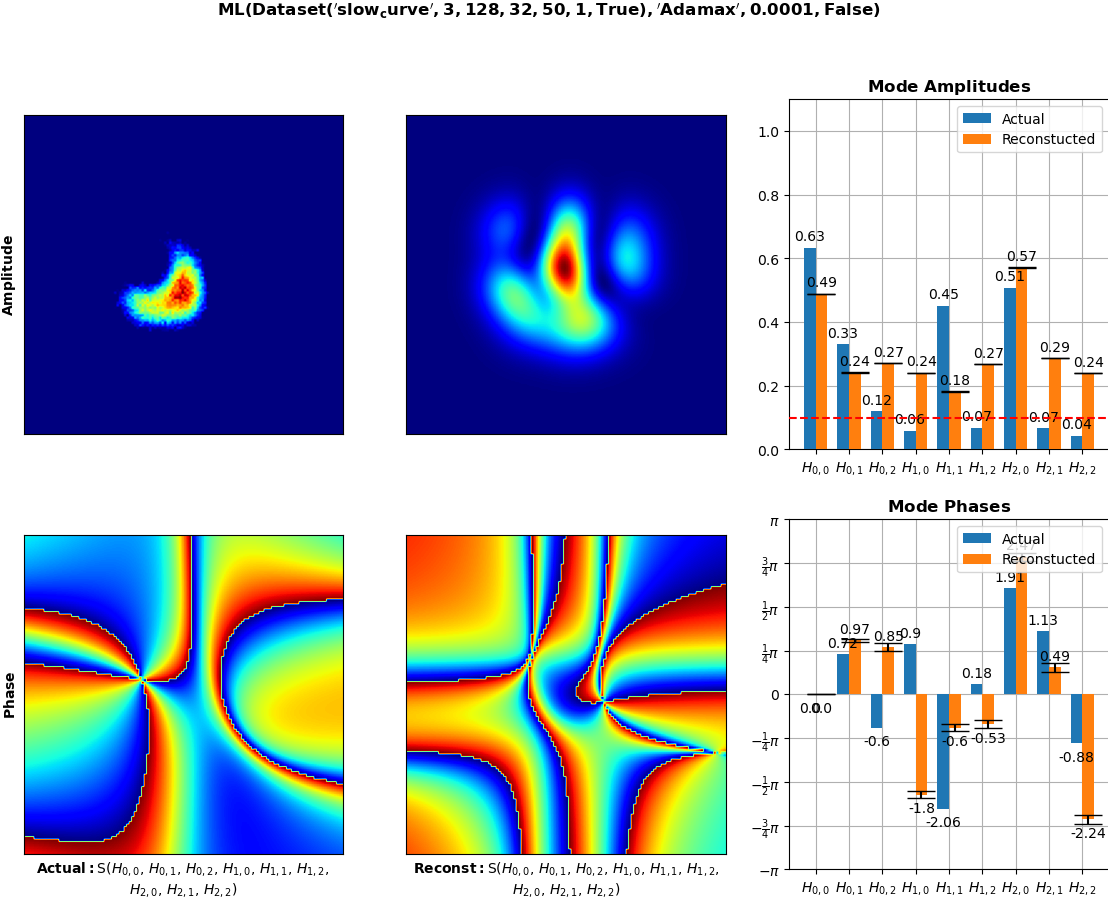 ML(Dataset('slow_curve', 3, 128, 32, 50, 1, True), 'Adamax', 0.0001, False)
Amplitude
Mode Amplitudes
Actual
Reconstucted
1.0
0.8
0.6
0.4
0.2
0.0
0.63
0.49
0.33
0.24
0.12
0.27
0.06
0.24
0.45
0.18
0.07
0.27
0.51
0.57
0.07
0.29
0.04
0.24
H0,0 H0,1 H0,2 H1,0 H1,1 H1,2 H2,0 H2,1 H2,2
Phase
Mode Phases
Actual
Reconstucted
π
3/4π
1/2π
1/4π
0
−1/4π
−1/2π
−3/4π
−π
0.0
0.0
0.72
0.97
-0.6
0.85
0.9
-1.8
-2.06
-0.6
0.18
-0.53
1.91
2.47
1.13
0.49
-0.88
-2.24
H0,0 H0,1 H0,2 H1,0 H1,1 H1,2 H2,0 H2,1 H2,2
Actual:S(H0,0, H0,1, H0,2, H1,0, H1,1, H1,2,
H2,0, H2,1, H2,2)
Reconst:S(H0,0, H0,1, H0,2, H1,0, H1,1, H1,2,
H2,0, H2,1, H2,2)